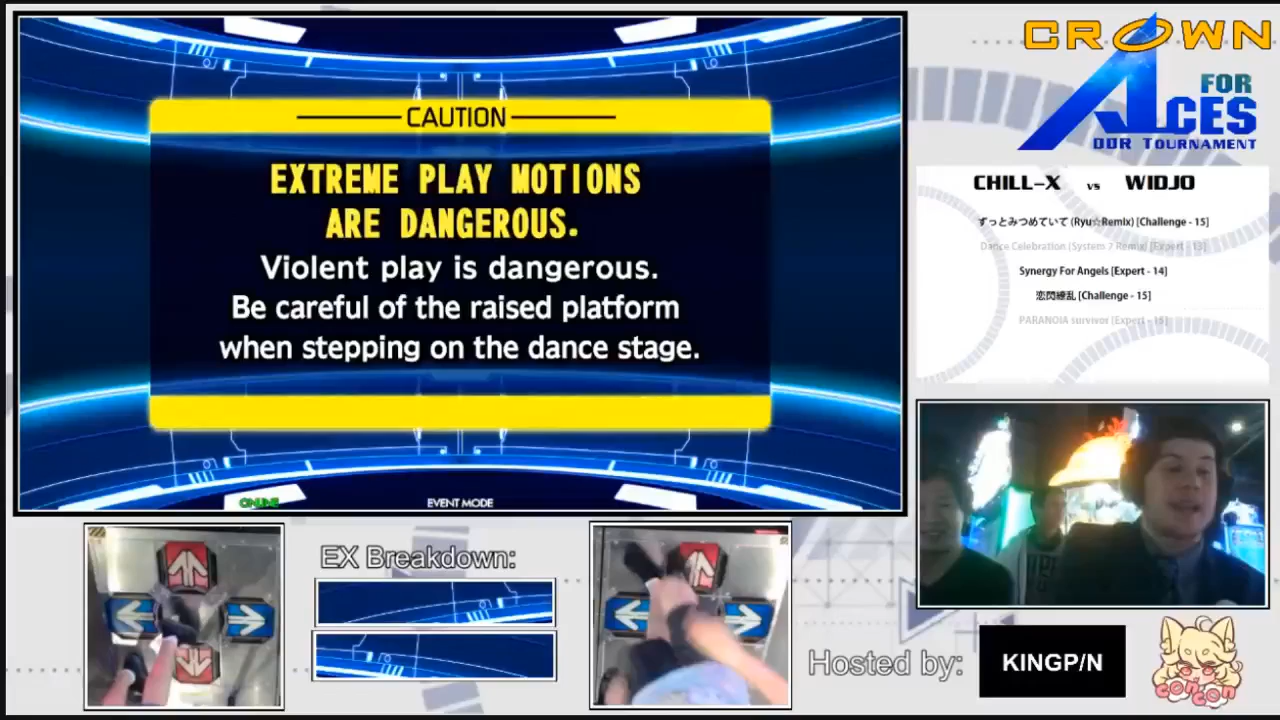 CROWN
FOR
ACES
DDR TOURNAMENT
CAUTION
EXTREME PLAY MOTIONS
ARE DANGEROUS.
Violent play is dangerous.
Be careful of the raised platform
when stepping on the dance stage.
ONLINE
EVENT MODE
CHILL-X vs WIDJO
ずっとみつめていて (Ryu☆Remix) [Challenge - 15]
Dance Celebration (System 7 Remix) [Expert - 13]
Synergy For Angels [Expert - 14]
恋閃繚乱 [Challenge - 15]
PARANOIA survivor [Expert - 15]
EX Breakdown:
Hosted by:
KINGP/N
concon